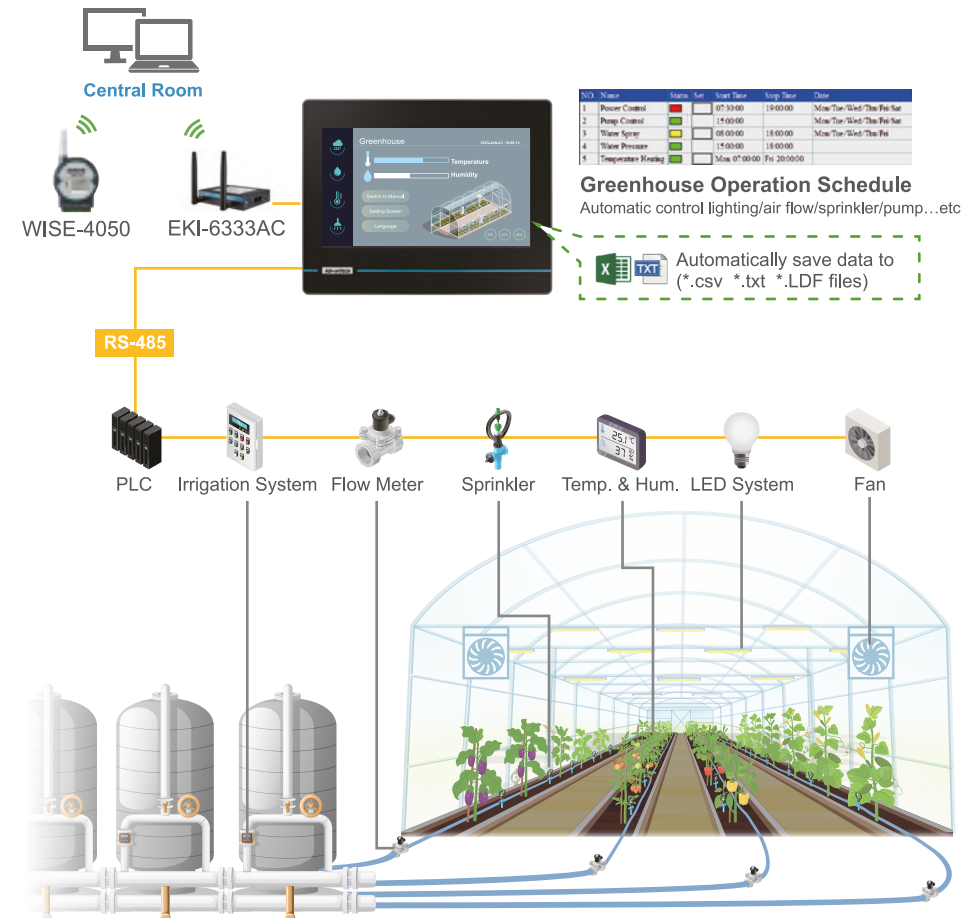 Central Room
WISE-4050
EKI-6333AC
Greenhouse
Temperature
Humidity
Switch to Manual
Setting Screen
Language
ADVANTECH
NO. Name Status Set Start Time Stop Time Date
1 Power Control 07:30:00 19:00:00 Mon/Tue/Wed/Thu/Fri/Sat
2 Pump Control 15:00:00 Mon/Tue/Wed/Thu/Fri/Sat
3 Water Spray 08:00:00 18:00:00 Mon/Tue/Wed/Thu/Fri
4 Water Pressure 15:00:00 18:00:00
5 Temperature Heating Mon 07:00:00 Fri 20:00:00
Greenhouse Operation Schedule
Automatic control lighting/air flow/sprinkler/pump…etc
X
TXT
Automatically save data to
(*.csv *.txt *.LDF files)
RS-485
25.1°C
37
PLC
Irrigation System
Flow Meter
Sprinkler
Temp. & Hum.
LED System
Fan